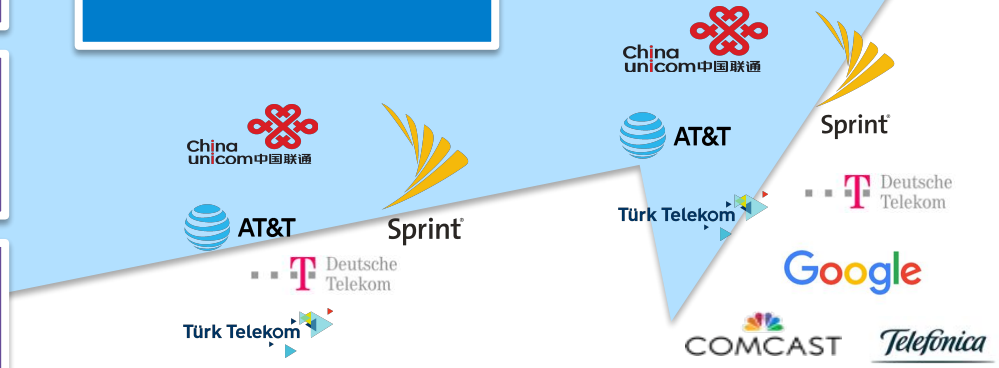 China
unicom中国联通
AT&T
Sprint
Deutsche
Telekom
Türk Telekom
China
unicom中国联通
Sprint
AT&T
Türk Telekom
Deutsche
Telekom
Google
COMCAST
Telefónica